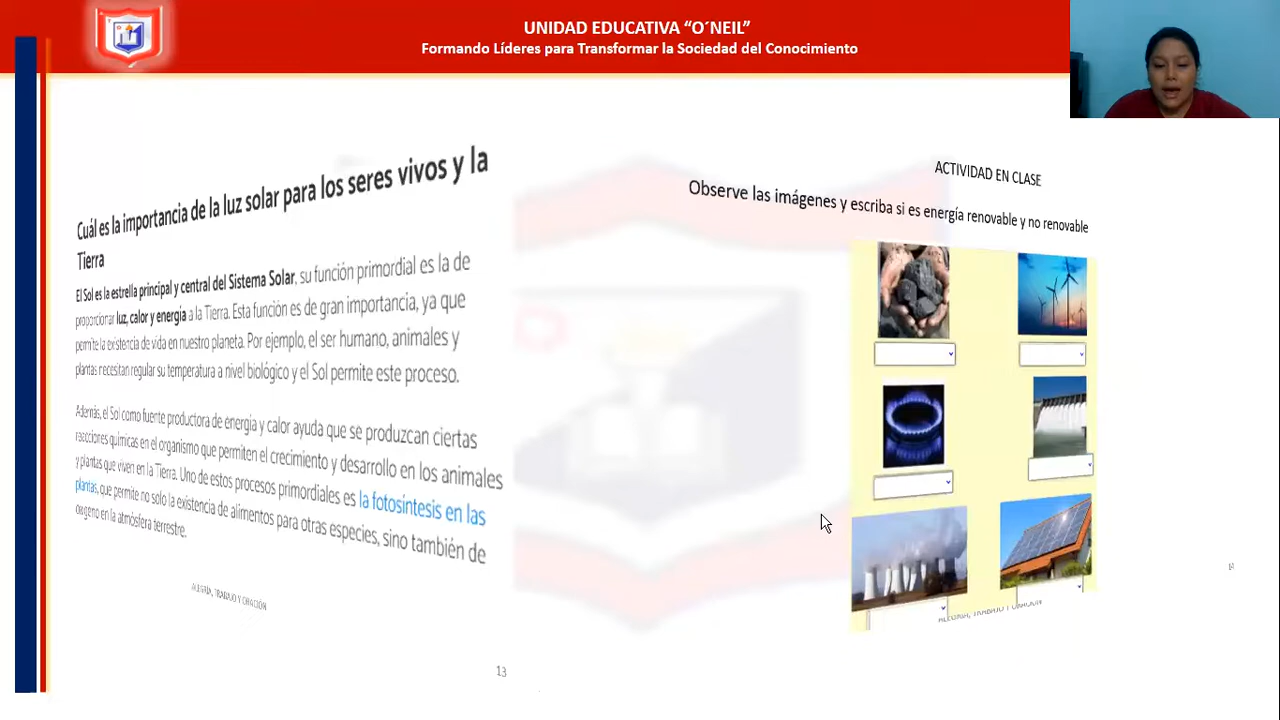 UNIDAD EDUCATIVA “O´NEIL”
Formando Líderes para Transformar la Sociedad del Conocimiento
Cuál es la importancia de la luz solar para los seres vivos y la
Tierra
El Sol es la estrella principal y central del Sistema Solar, su función primordial es la de
proporcionar luz, calor y energía a la Tierra. Esta función es de gran importancia, ya que
permite la existencia de vida en nuestro planeta. Por ejemplo, el ser humano, animales y
plantas necesitan regular su temperatura a nivel biológico y el Sol permite este proceso.
Además, el Sol como fuente productora de energía y calor ayuda que se produzcan ciertas
reacciones químicas en el organismo que permiten el crecimiento y desarrollo en los animales
y plantas que viven en la Tierra. Uno de estos procesos primordiales es la fotosíntesis en las
plantas, que permite no solo la existencia de alimentos para otras especies, sino también de
oxígeno en la atmósfera terrestre.
ALEGRÍA, TRABAJO Y CREACIÓN
13
ACTIVIDAD EN CLASE
Observe las imágenes y escriba si es energía renovable y no renovable
ALEGRÍA, TRABAJO Y CREACIÓN
14